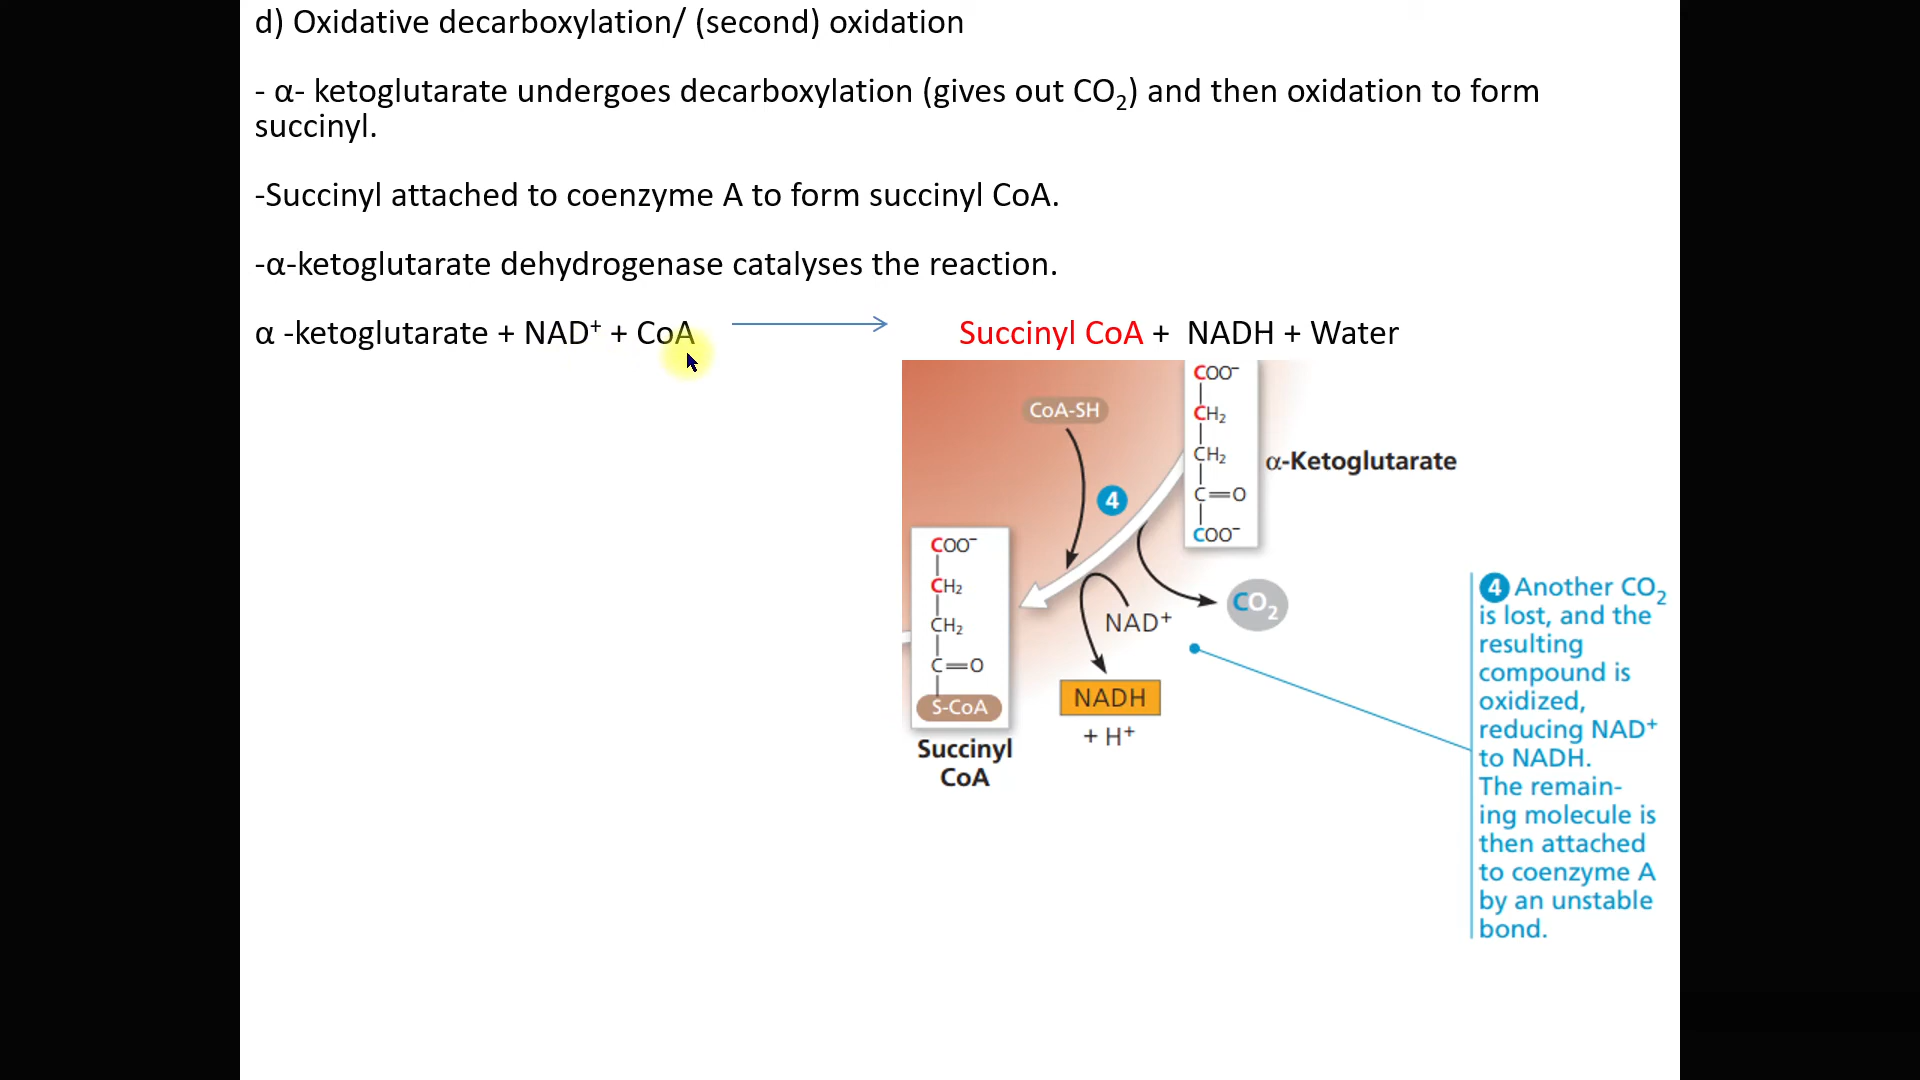 d) Oxidative decarboxylation/ (second) oxidation
- α- ketoglutarate undergoes decarboxylation (gives out CO₂) and then oxidation to form
succinyl.
-Succinyl attached to coenzyme A to form succinyl CoA.
-α-ketoglutarate dehydrogenase catalyses the reaction.
α -ketoglutarate + NAD⁺ + CoA Succinyl CoA + NADH + Water
COO⁻
CH₂
CH₂
C=O
COO⁻
α-Ketoglutarate
CoA-SH
4
COO⁻
CH₂
CH₂
C=O
S-CoA
Succinyl
CoA
NAD⁺
CO₂
NADH
+ H⁺
4 Another CO₂
is lost, and the
resulting
compound is
oxidized,
reducing NAD⁺
to NADH.
The remain-
ing molecule is
then attached
to coenzyme A
by an unstable
bond.